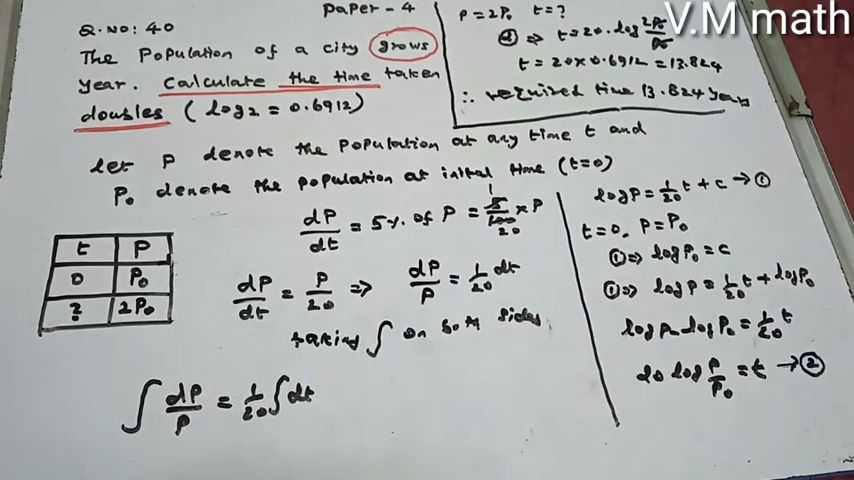 V.M math
Paper - 4
Q.NO: 40
The Population of a city grows
year. Calculate the time taken
doubles (log2 = 0.6912)
P = 2P₀ t = ?
② ⇒ t = 20 · log 2P₀/P₀
t = 20 × 0.6912 = 13.824
∴ required time 13.824 years
let P denote the Population at any time t and
P₀ denote the population at initial time (t=0)
dP/dt = 5% of P = 5/100 × P
1
20
t P
0 P₀
? 2P₀
dP/dt = P/20 ⇒ dP/P = 1/20 dt
taking ∫ on both sides
∫ dP/P = 1/20 ∫ dt
log P = 1/20 t + c → ①
t = 0, P = P₀
① ⇒ log P₀ = c
① ⇒ log P = 1/20 t + log P₀
log P - log P₀ = 1/20 t
20 log P/P₀ = t → ②